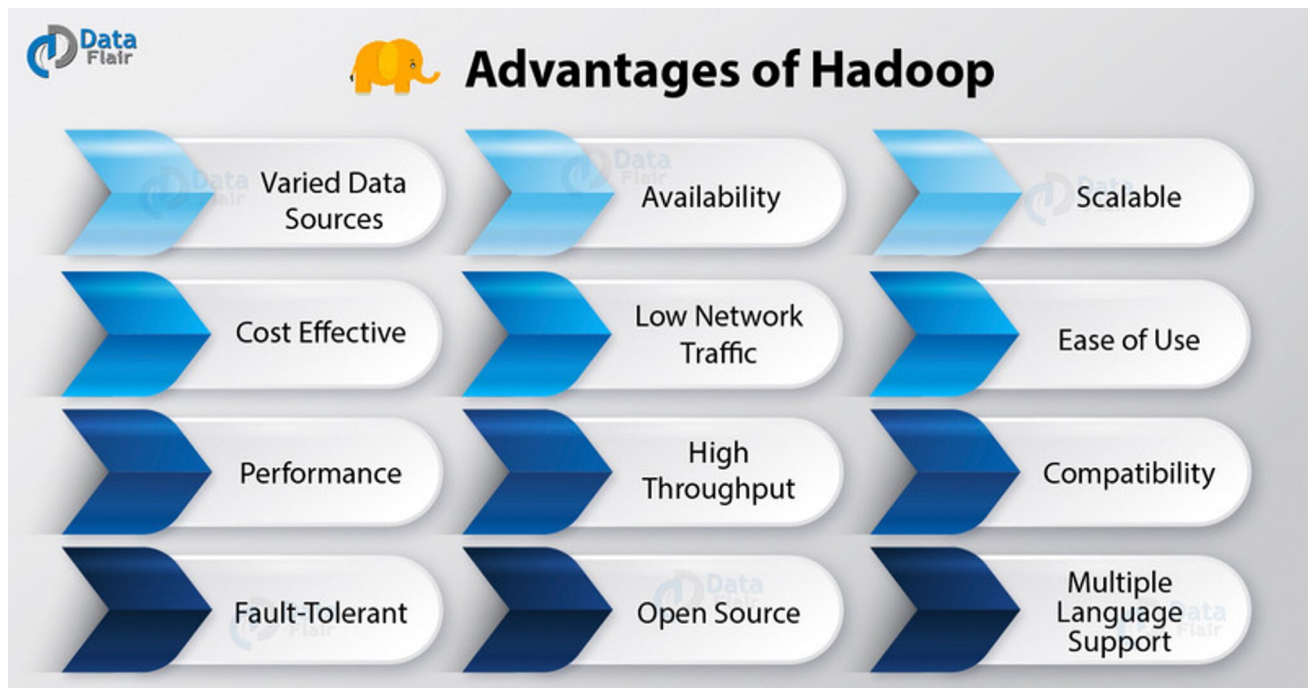 Data
Flair
Advantages of Hadoop
Varied Data
Sources
Availability
Scalable
Cost Effective
Low Network
Traffic
Ease of Use
Performance
High
Throughput
Compatibility
Fault-Tolerant
Open Source
Multiple
Language
Support